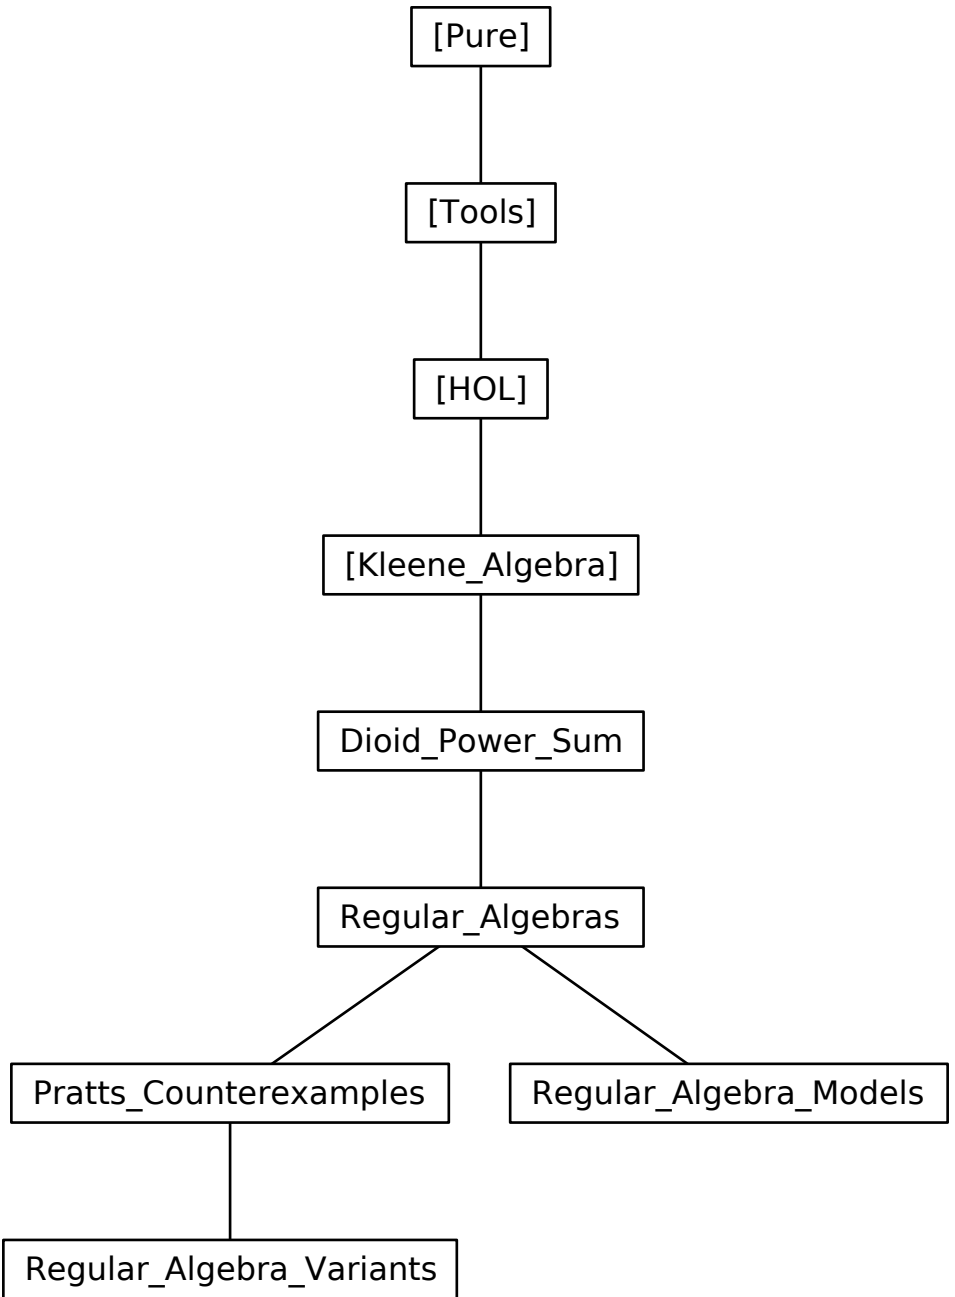 [Pure]
[Tools]
[HOL]
[Kleene_Algebra]
Dioid_Power_Sum
Regular_Algebras
Pratts_Counterexamples
Regular_Algebra_Models
Regular_Algebra_Variants